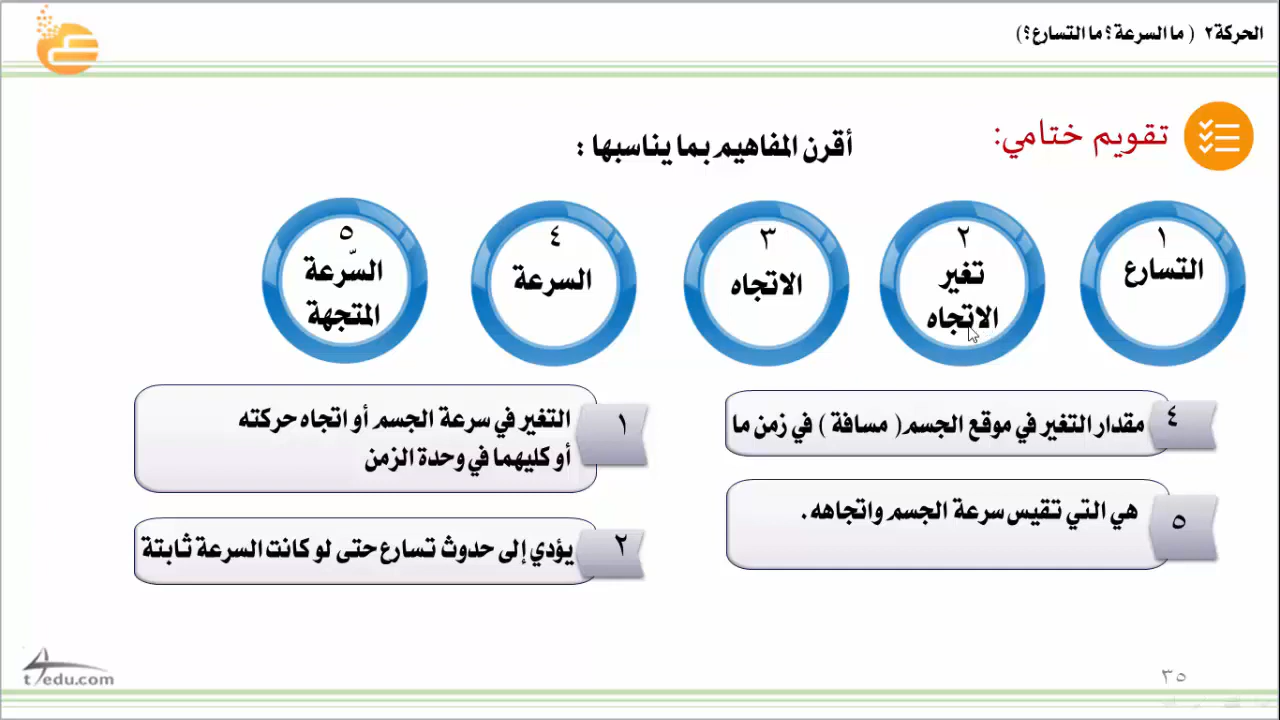 الحركة٢ ( ما السرعة؟ ما التسارع؟)
تقويم ختامي:
أقرن المفاهيم بما يناسبها :
١
التسارع
٢
تغير
الاتجاه
٣
الاتجاه
٤
السرعة
٥
السّرعة
المتجهة
٤
مقدار التغير في موقع الجسم( مسافة ) في زمن ما
١
التغير في سرعة الجسم أو اتجاه حركته
أو كليهما في وحدة الزمن
٥
هي التي تقيس سرعة الجسم واتجاهه.
٢
يؤدي إلى حدوث تسارع حتى لو كانت السرعة ثابتة
t4edu.com
٣٥